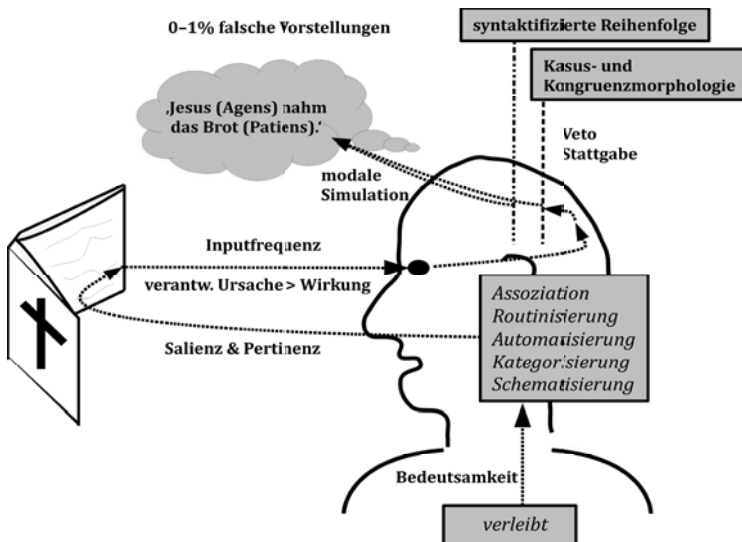 0–1% falsche Vorstellungen
syntaktifizierte Reihenfolge
Kasus- und
Kongruenzmorphologie
‚Jesus (Agens) nahm
das Brot (Patiens).‘
Veto
Stattgabe
modale
Simulation
Inputfrequenz
verantw. Ursache > Wirkung
Salienz & Pertinenz
Assoziation
Routinisierung
Automatisierung
Kategorisierung
Schematisierung
Bedeutsamkeit
verleibt